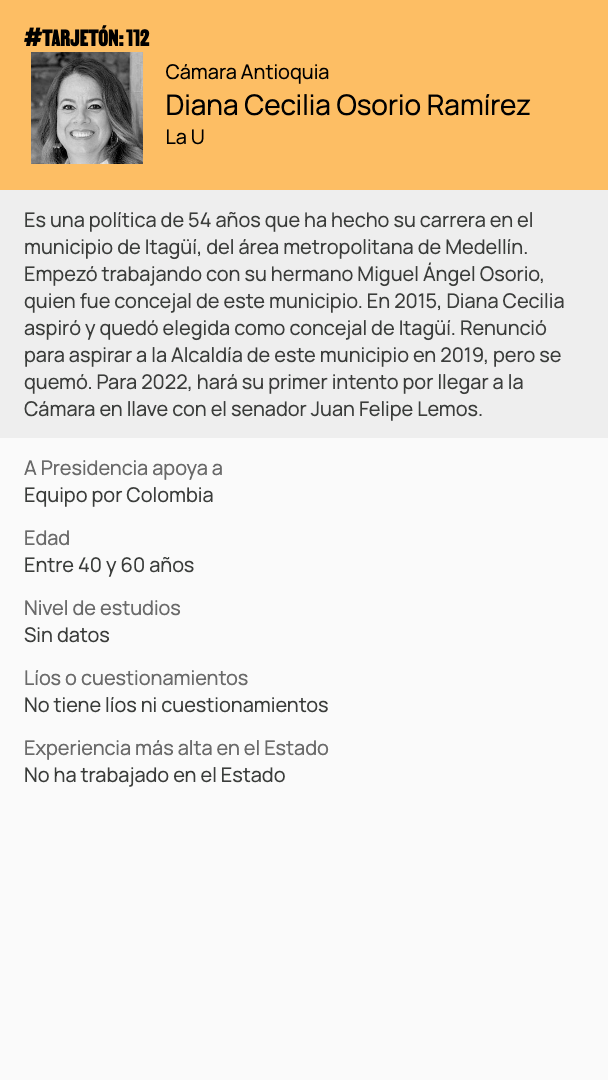 #TARJETÓN: 112
Cámara Antioquia
Diana Cecilia Osorio Ramírez
La U
Es una política de 54 años que ha hecho su carrera en el
municipio de Itagüí, del área metropolitana de Medellín.
Empezó trabajando con su hermano Miguel Ángel Osorio,
quien fue concejal de este municipio. En 2015, Diana Cecilia
aspiró y quedó elegida como concejal de Itagüí. Renunció
para aspirar a la Alcaldía de este municipio en 2019, pero se
quemó. Para 2022, hará su primer intento por llegar a la
Cámara en llave con el senador Juan Felipe Lemos.
A Presidencia apoya a
Equipo por Colombia
Edad
Entre 40 y 60 años
Nivel de estudios
Sin datos
Líos o cuestionamientos
No tiene líos ni cuestionamientos
Experiencia más alta en el Estado
No ha trabajado en el Estado